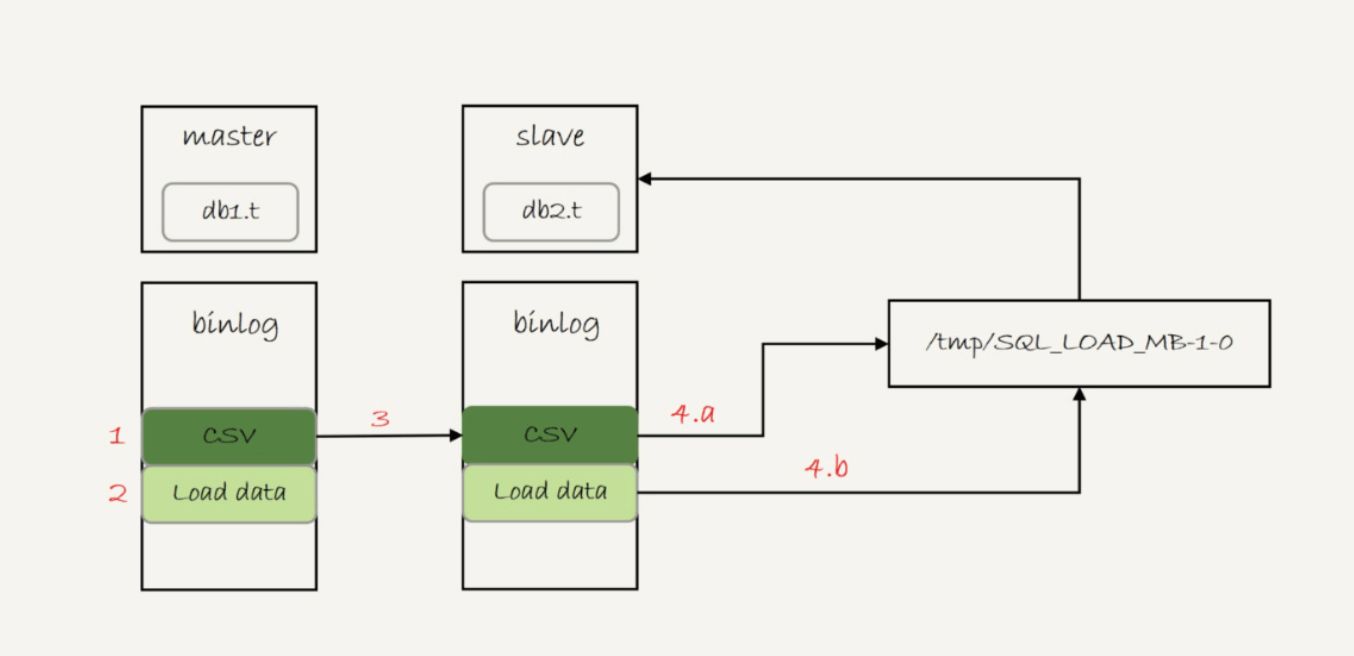 master
db1.t
slave
db2.t
binlog
binlog
/tmp/SQL_LOAD_MB-1-0
1
CSV
3
CSV
4.a
2
Load data
Load data
4.b